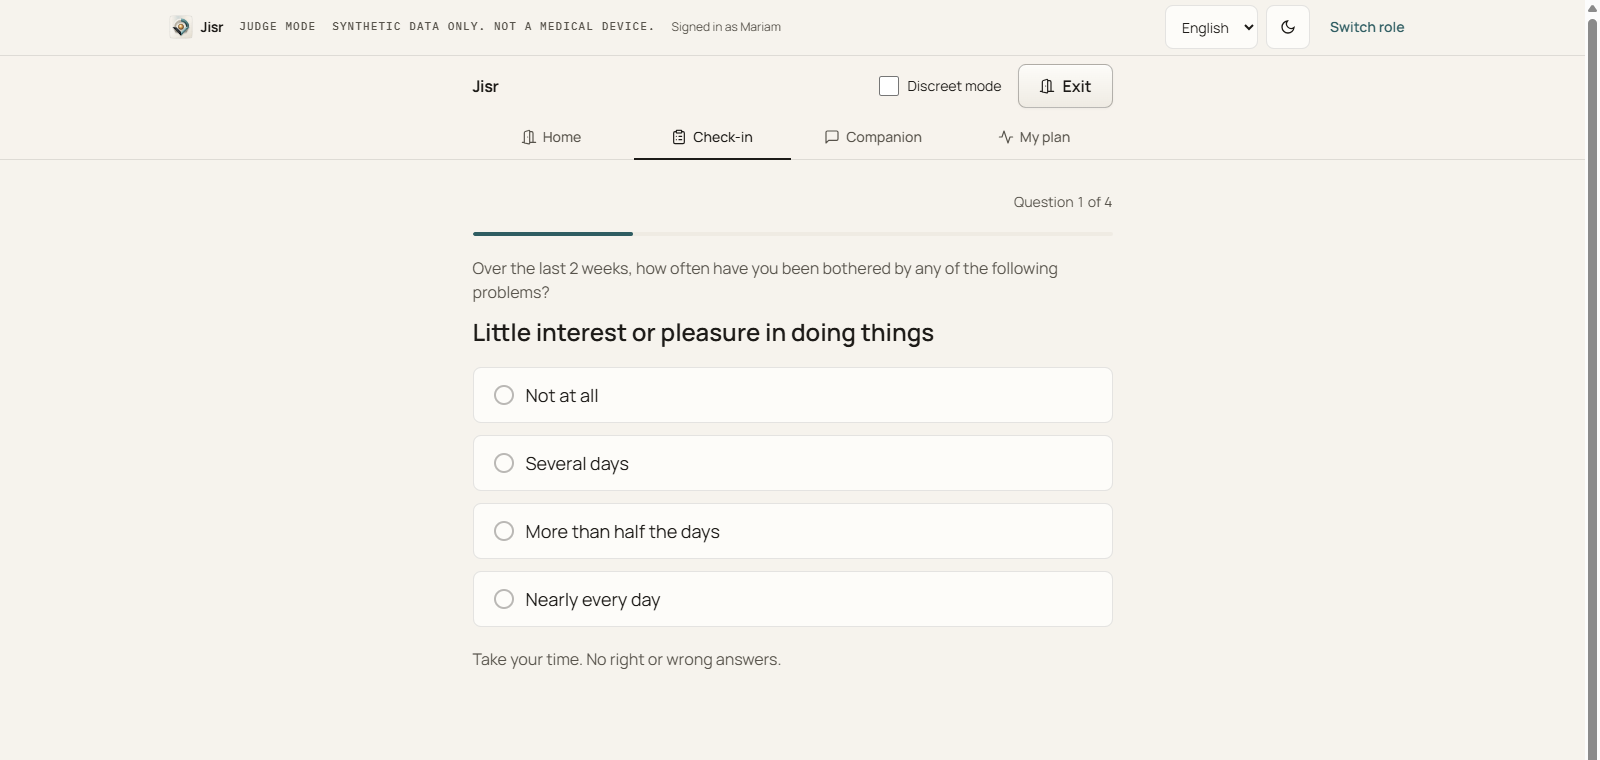 Jisr JUDGE MODE SYNTHETIC DATA ONLY. NOT A MEDICAL DEVICE. Signed in as Mariam English Switch role
Jisr Discreet mode Exit
Home Check-in Companion My plan
Question 1 of 4
Over the last 2 weeks, how often have you been bothered by any of the following
problems?
Little interest or pleasure in doing things
Not at all
Several days
More than half the days
Nearly every day
Take your time. No right or wrong answers.